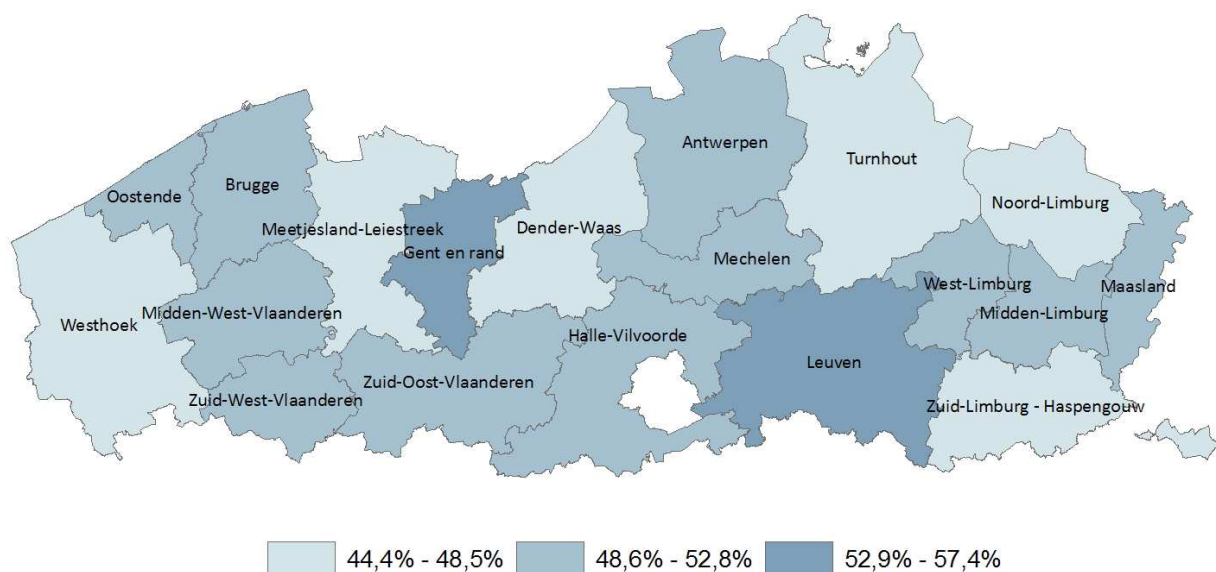 Antwerpen
Turnhout
Brugge
Oostende
Noord-Limburg
Meetjesland-Leiestreek
Dender-Waas
Gent en rand
Mechelen
West-Limburg
Maasland
Midden-West-Vlaanderen
Midden-Limburg
Westhoek
Halle-Vilvoorde
Leuven
Zuid-Oost-Vlaanderen
Zuid-West-Vlaanderen
Zuid-Limburg - Haspengouw
44,4% - 48,5% 48,6% - 52,8% 52,9% - 57,4%